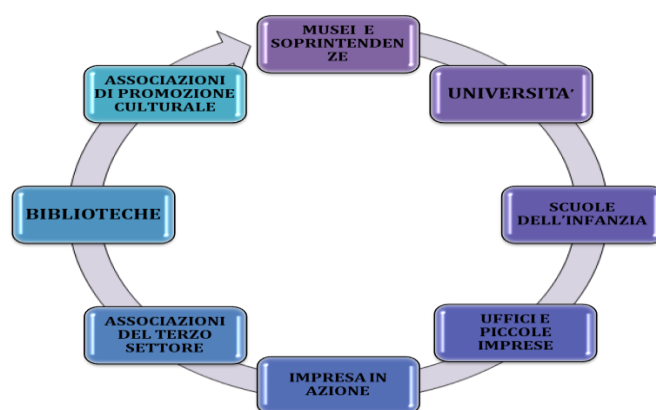 MUSEI E
SOPRINTENDEN
ZE
UNIVERSITA'
SCUOLE
DELL'INFANZIA
UFFICI E
PICCOLE
IMPRESE
IMPRESA IN
AZIONE
ASSOCIAZIONI
DEL TERZO
SETTORE
BIBLIOTECHE
ASSOCIAZIONI
DI PROMOZIONE
CULTURALE